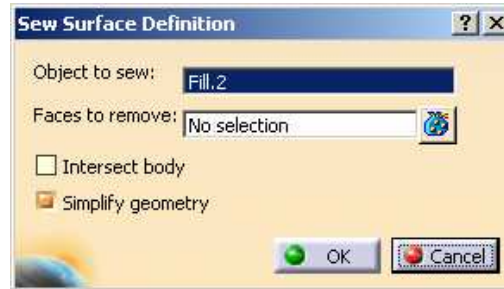 Sew Surface Definition
Object to sew: Fill.2
Faces to remove: No selection
Intersect body
Simplify geometry
OK Cancel